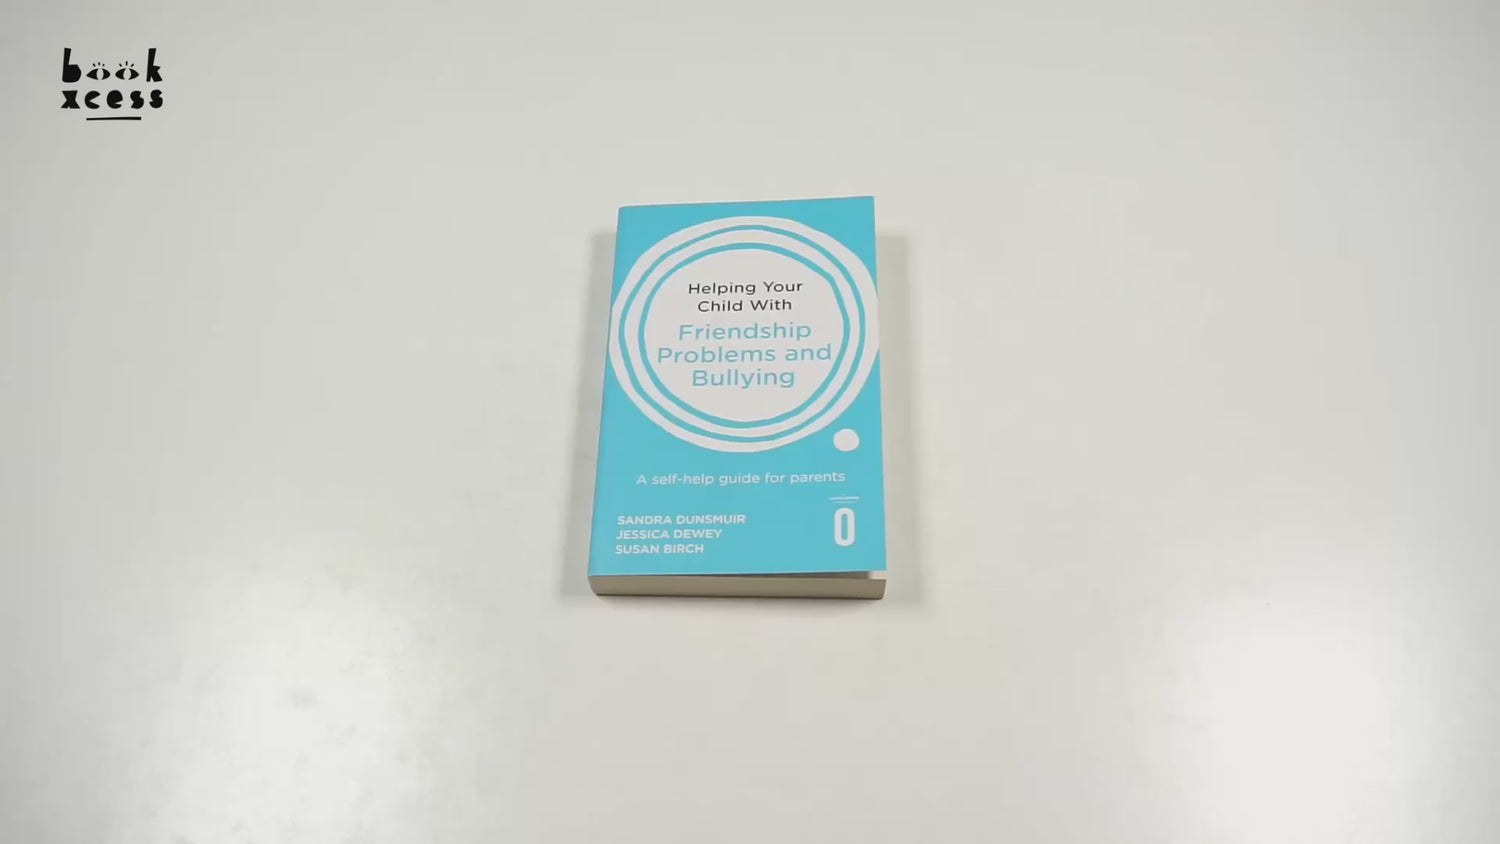 book
xcess
Helping Your
Child With
Friendship
Problems and
Bullying
A self-help guide for parents
SANDRA DUNSMUIR
JESSICA DEWEY
SUSAN BIRCH